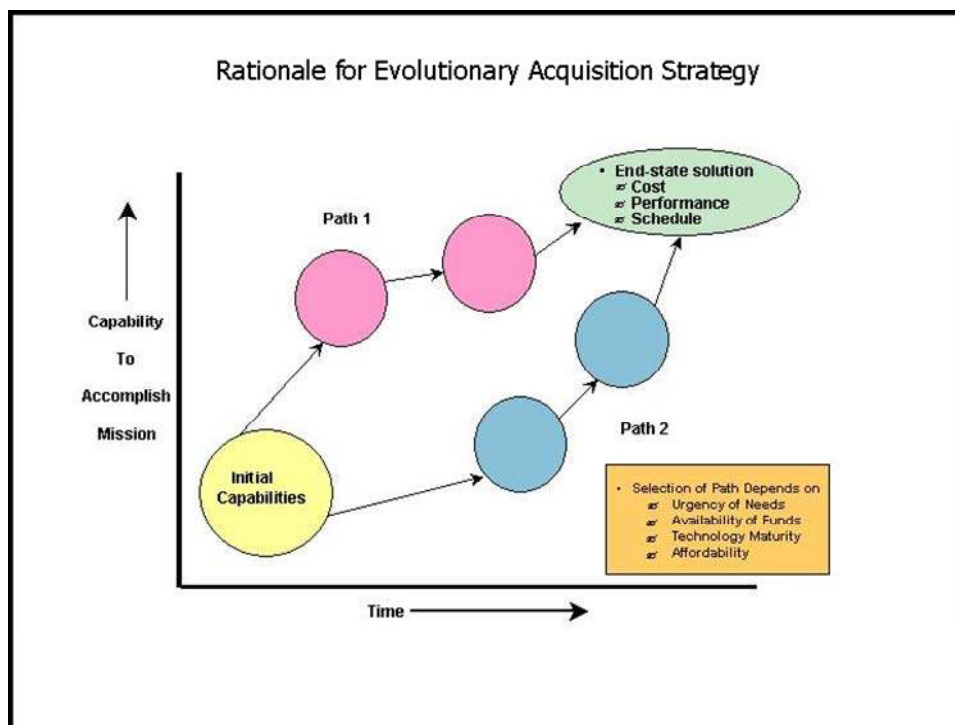 Rationale for Evolutionary Acquisition Strategy
• End-state solution
Cost
Performance
Schedule
Path 1
Capability
To
Accomplish
Mission
Path 2
Initial
Capabilities
• Selection of Path Depends on
Urgency of Needs
Availability of Funds
Technology Maturity
Affordability
Time